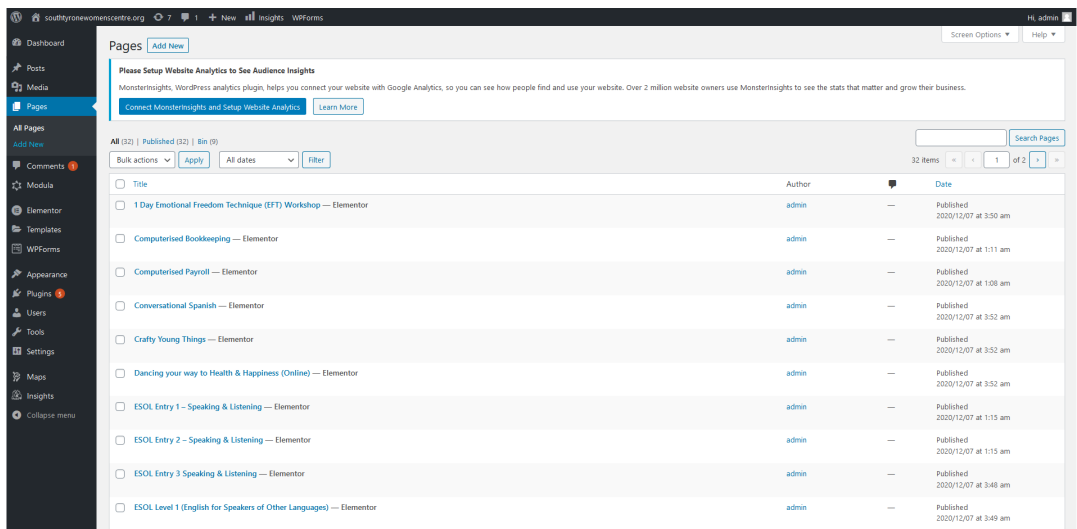 southtyronewomenscentre.org 7 1 + New Insights WPForms Hi, admin
Screen Options ▼ Help ▼
Dashboard
Posts
Media
Pages
All Pages
Add New
Comments 1
Modula
Elementor
Templates
WPForms
Appearance
Plugins 5
Users
Tools
Settings
Maps
Insights
Collapse menu
Pages Add New
Please Setup Website Analytics to See Audience Insights
MonsterInsights, WordPress analytics plugin, helps you connect your website with Google Analytics, so you can see how people find and use your website. Over 2 million website owners use MonsterInsights to see the stats that matter and grow their business.
Connect MonsterInsights and Setup Website Analytics Learn More
All (32) | Published (32) | Bin (9)
Search Pages
Bulk actions Apply All dates Filter
32 items « ‹ 1 of 2 › »
Title Author Date
1 Day Emotional Freedom Technique (EFT) Workshop — Elementor admin — Published
2020/12/07 at 3:50 am
Computerised Bookkeeping — Elementor admin — Published
2020/12/07 at 1:11 am
Computerised Payroll — Elementor admin — Published
2020/12/07 at 1:08 am
Conversational Spanish — Elementor admin — Published
2020/12/07 at 3:52 am
Crafty Young Things — Elementor admin — Published
2020/12/07 at 3:52 am
Dancing your way to Health & Happiness (Online) — Elementor admin — Published
2020/12/07 at 3:52 am
ESOL Entry 1 – Speaking & Listening — Elementor admin — Published
2020/12/07 at 1:15 am
ESOL Entry 2 – Speaking & Listening — Elementor admin — Published
2020/12/07 at 1:15 am
ESOL Entry 3 Speaking & Listening — Elementor admin — Published
2020/12/07 at 3:48 am
ESOL Level 1 (English for Speakers of Other Languages) — Elementor admin — Published
2020/12/07 at 3:49 am